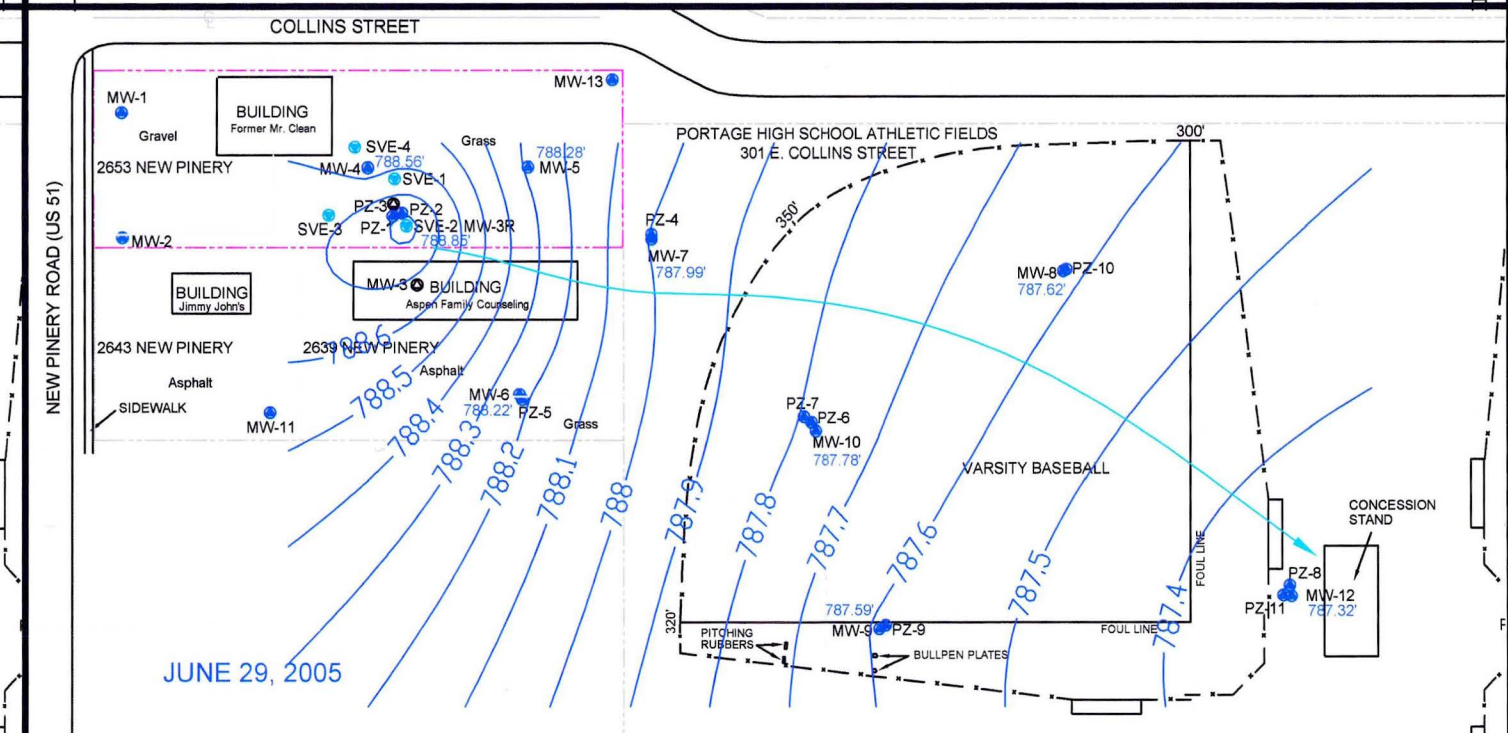 COLLINS STREET
MW-13
MW-1
BUILDING
Former Mr. Clean
Gravel
SVE-4
Grass
PORTAGE HIGH SCHOOL ATHLETIC FIELDS
301 E. COLLINS STREET
300'
2653 NEW PINERY
MW-4
788.56'
788.28'
MW-5
SVE-1
PZ-3
PZ-2
SVE-3
PZ-1
SVE-2
MW-3R
788.85'
350'
PZ-4
MW-7
787.99'
MW-2
MW-8
PZ-10
787.62'
NEW PINERY ROAD (US 51)
BUILDING
Jimmy John's
MW-3
BUILDING
Aspen Family Counseling
2643 NEW PINERY
2639 NEW PINERY
788.6
Asphalt
Asphalt
788.5
SIDEWALK
MW-11
MW-6
788.22'
PZ-5
Grass
788.4
788.3
788.2
788.1
788
787.9
787.8
787.7
787.6
787.5
787.4
PZ-7
PZ-6
MW-10
787.78'
VARSITY BASEBALL
CONCESSION
STAND
FOUL LINE
PZ-8
PZ-11
MW-12
787.32'
320'
787.59'
MW-9
PZ-9
FOUL LINE
PITCHING
RUBBERS
BULLPEN PLATES
JUNE 29, 2005